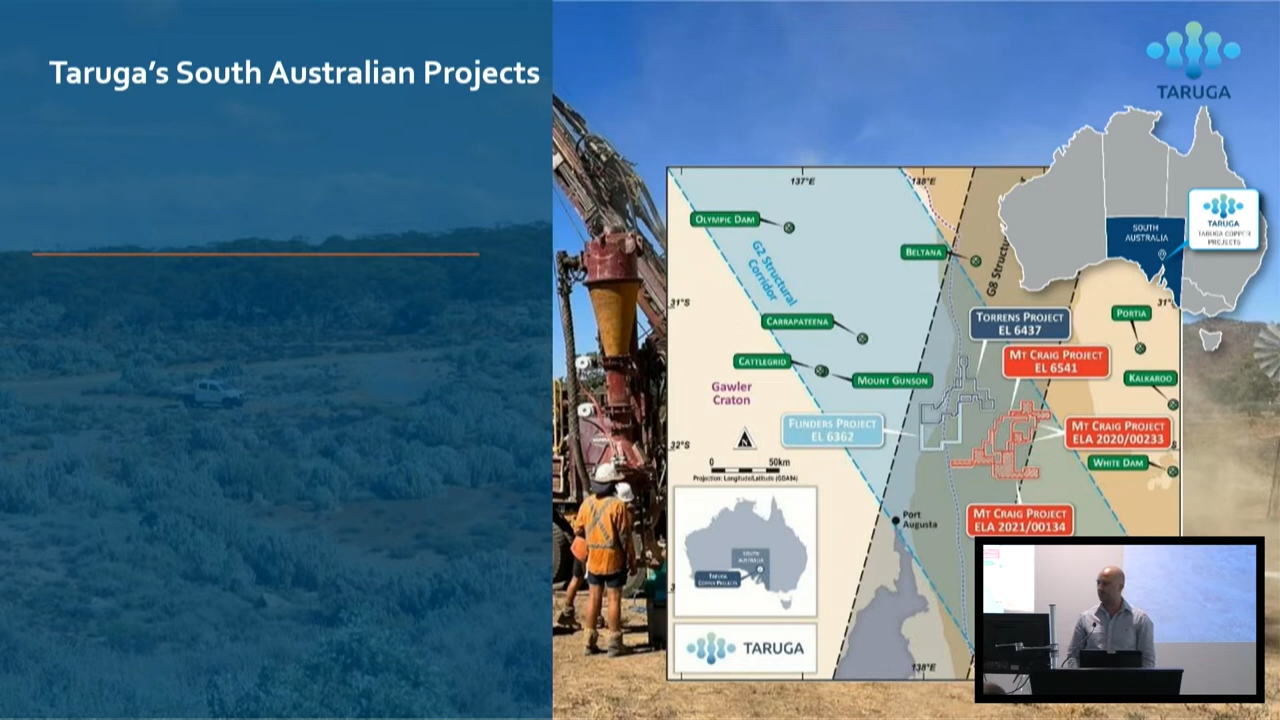 Taruga's South Australian Projects
TARUGA
137°E
138°E
OLYMPIC DAM
G2 Structural
Corridor
BELTANA
G8 Structu
SOUTH
AUSTRALIA
TARUGA
TARUGA COPPER
PROJECTS
31°S
31°
CARRAPATEENA
TORRENS PROJECT
EL 6437
PORTIA
CATTLEGRID
MOUNT GUNSON
MT CRAIG PROJECT
EL 6541
KALKAROO
Gawler
Craton
FLINDERS PROJECT
EL 6362
MT CRAIG PROJECT
ELA 2020/00233
32°S
S
0
50km
Projection: Longitude/Latitude (GDA94)
WHITE DAM
MT CRAIG PROJECT
ELA 2021/00134
Port
Augusta
SOUTH
AUSTRALIA
TARUGA
COPPER PROJECTS
TARUGA
138°E